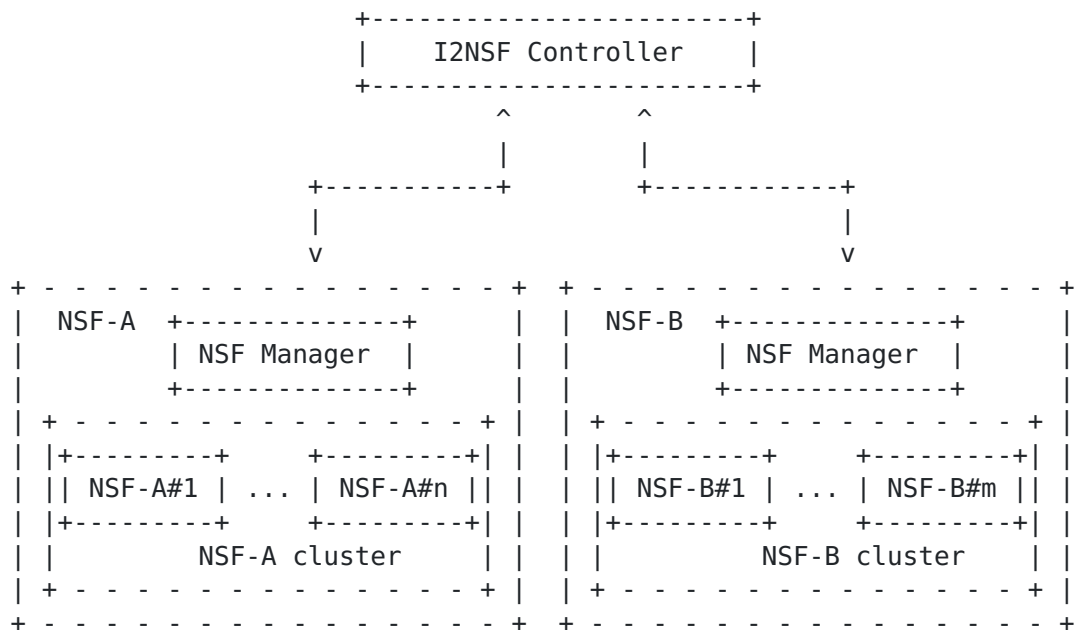 I2NSF Controller
NSF-A NSF-B
NSF Manager NSF Manager
NSF-A#1 ... NSF-A#n NSF-B#1 ... NSF-B#m
NSF-A cluster NSF-B cluster